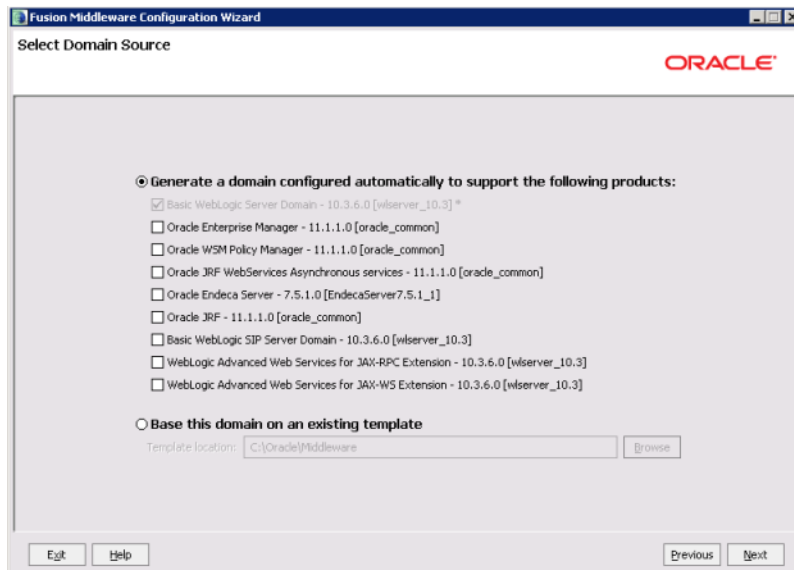 Fusion Middleware Configuration Wizard
Select Domain Source
ORACLE
Generate a domain configured automatically to support the following products:
Basic WebLogic Server Domain - 10.3.6.0 [wlserver_10.3] *
Oracle Enterprise Manager - 11.1.1.0 [oracle_common]
Oracle WSM Policy Manager - 11.1.1.0 [oracle_common]
Oracle JRF WebServices Asynchronous services - 11.1.1.0 [oracle_common]
Oracle Endeca Server - 7.5.1.0 [EndecaServer7.5.1_1]
Oracle JRF - 11.1.1.0 [oracle_common]
Basic WebLogic SIP Server Domain - 10.3.6.0 [wlserver_10.3]
WebLogic Advanced Web Services for JAX-RPC Extension - 10.3.6.0 [wlserver_10.3]
WebLogic Advanced Web Services for JAX-WS Extension - 10.3.6.0 [wlserver_10.3]
Base this domain on an existing template
Template location: C:\Oracle\Middleware Browse
Exit Help Previous Next